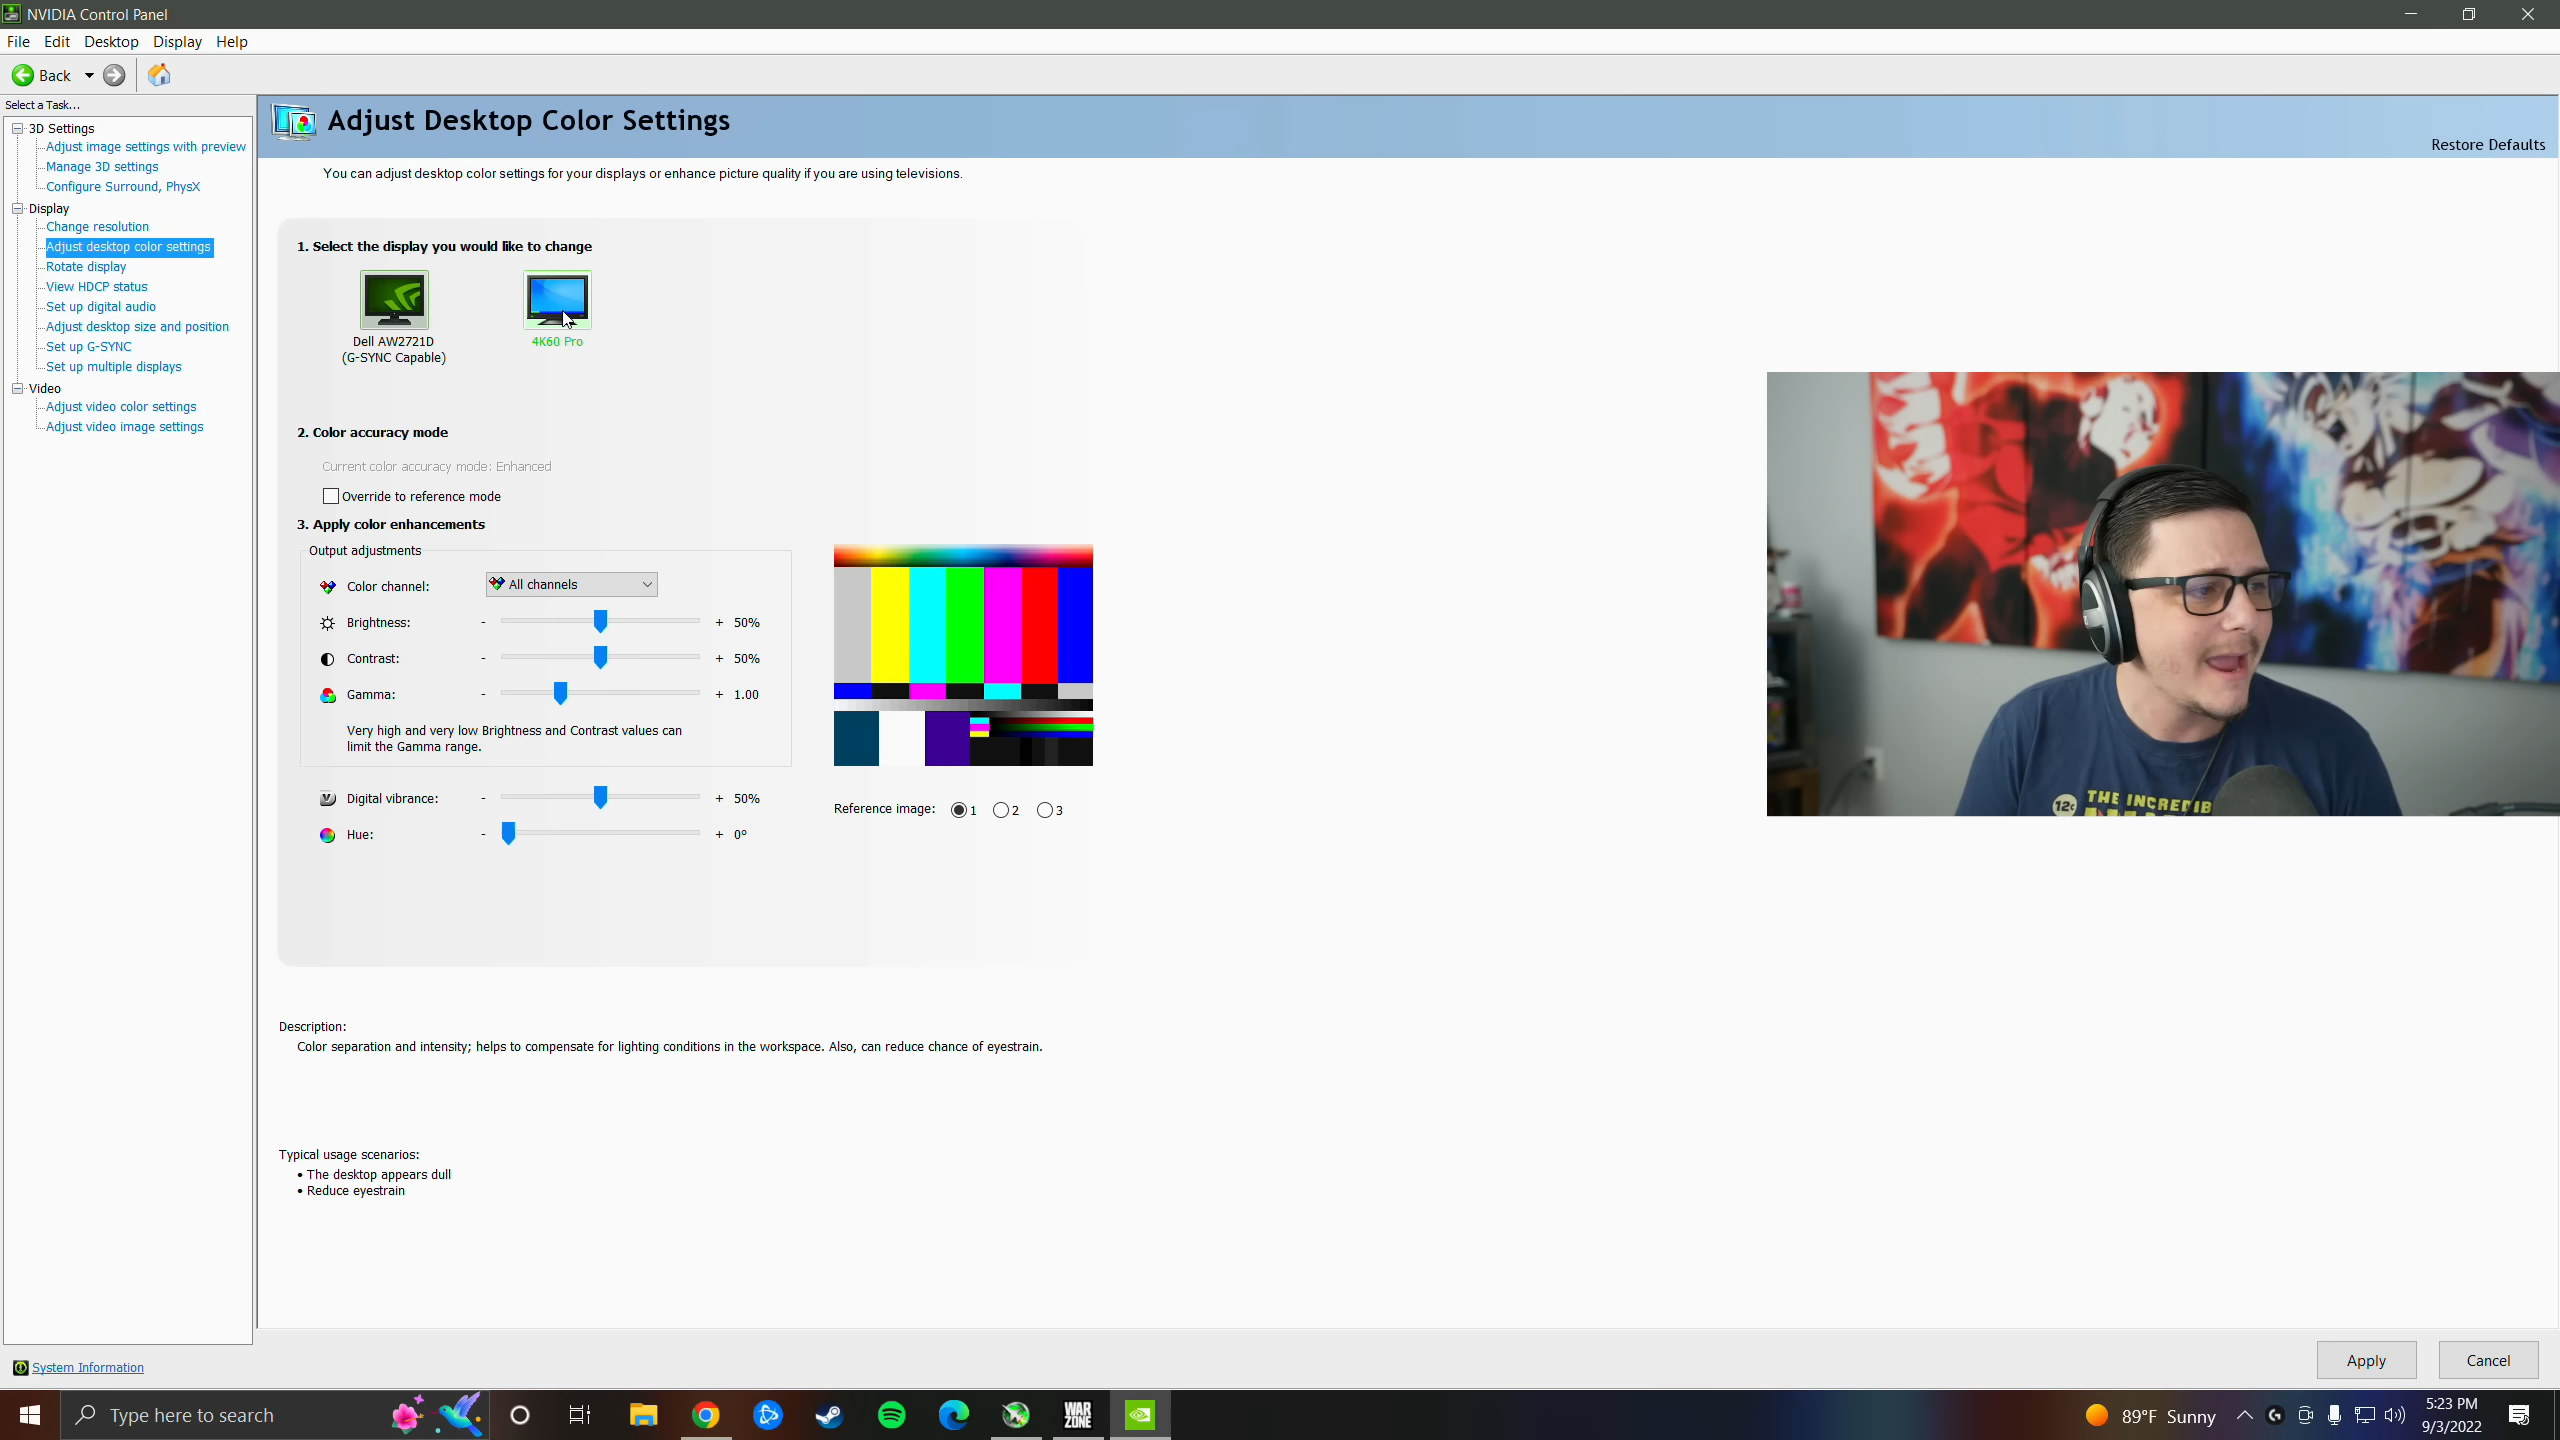 NVIDIA Control Panel
File Edit Desktop Display Help
Back
Select a Task...
3D Settings
Adjust image settings with preview
Manage 3D settings
Configure Surround, PhysX
Display
Change resolution
Adjust desktop color settings
Rotate display
View HDCP status
Set up digital audio
Adjust desktop size and position
Set up G-SYNC
Set up multiple displays
Video
Adjust video color settings
Adjust video image settings
System Information
Adjust Desktop Color Settings
Restore Defaults
You can adjust desktop color settings for your displays or enhance picture quality if you are using televisions.
1. Select the display you would like to change
Dell AW2721D
(G-SYNC Capable)
4K60 Pro
2. Color accuracy mode
Current color accuracy mode: Enhanced
Override to reference mode
3. Apply color enhancements
Output adjustments
Color channel: All channels
Brightness: - + 50%
Contrast: - + 50%
Gamma: - + 1.00
Very high and very low Brightness and Contrast values can
limit the Gamma range.
Digital vibrance: - + 50%
Hue: - + 0°
Reference image: 1 2 3
12¢ THE INCREDIB
Description:
Color separation and intensity; helps to compensate for lighting conditions in the workspace. Also, can reduce chance of eyestrain.
Typical usage scenarios:
• The desktop appears dull
• Reduce eyestrain
Apply Cancel
Type here to search
WAR
ZONE
89°F Sunny
5:23 PM
9/3/2022